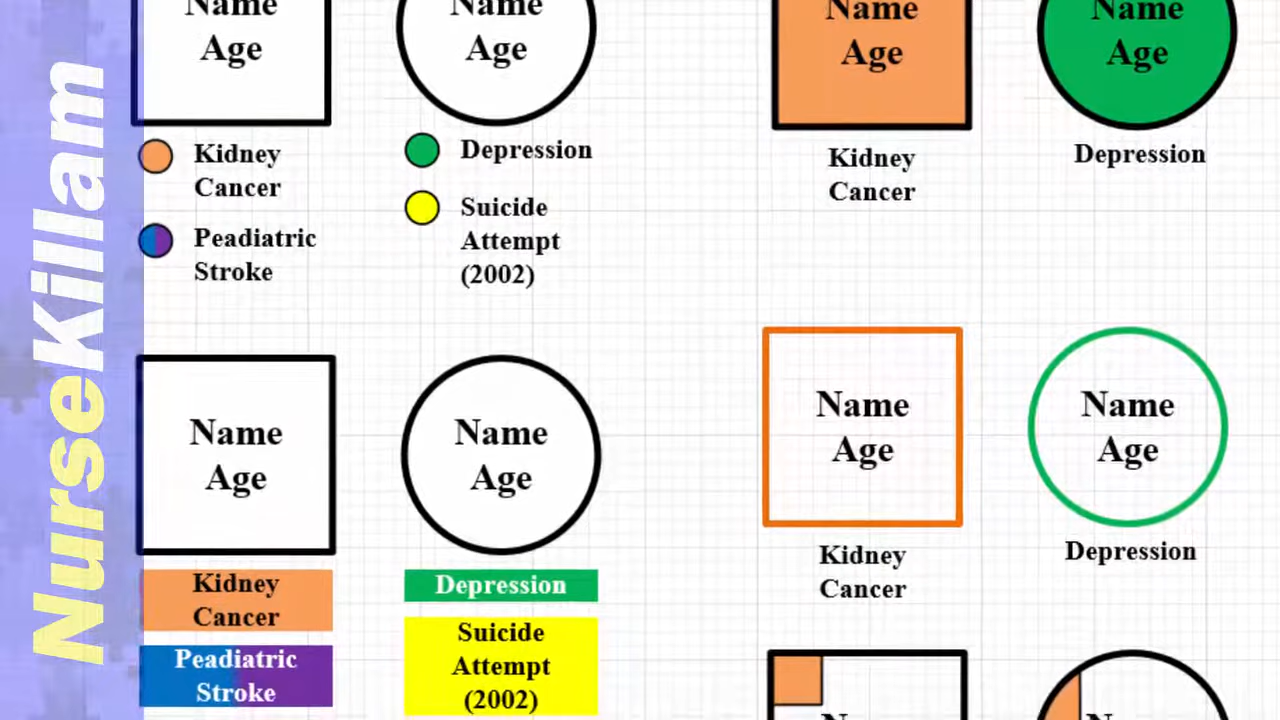 NurseKillam
Name
Age
Kidney
Cancer
Peadiatric
Stroke
Name
Age
Depression
Suicide
Attempt
(2002)
Name
Age
Kidney
Cancer
Name
Age
Depression
Name
Age
Kidney
Cancer
Peadiatric
Stroke
Name
Age
Depression
Suicide
Attempt
(2002)
Name
Age
Kidney
Cancer
Name
Age
Depression